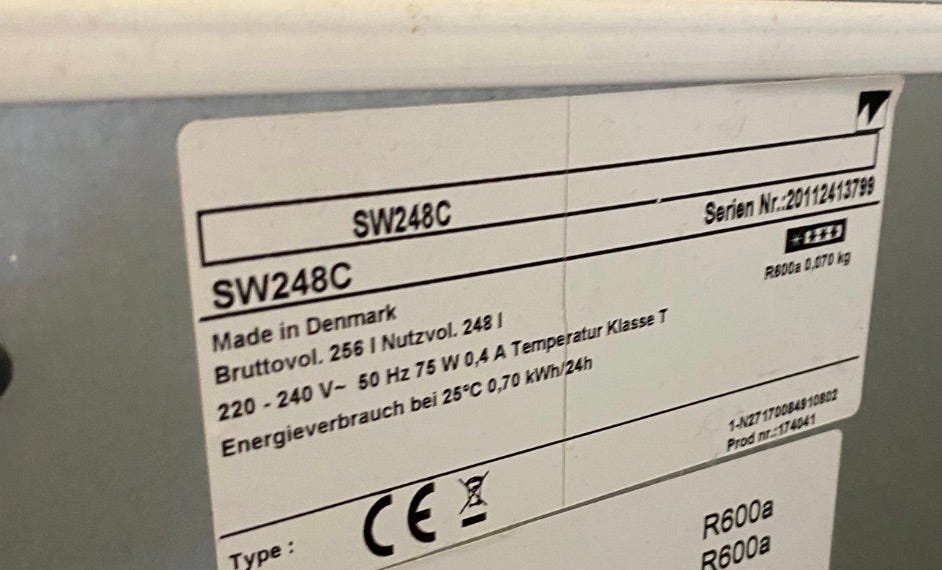 SW248C
Serien Nr.:20112413799
SW248C
R600a 0,070 kg
Made in Denmark
Bruttovol. 256 l Nutzvol. 248 l
220 - 240 V~ 50 Hz 75 W 0,4 A Temperatur Klasse T
Energieverbrauch bei 25°C 0,70 kWh/24h
1-N27170084910802
Prod nr.:174041
CE
Type :
R600a
R600a